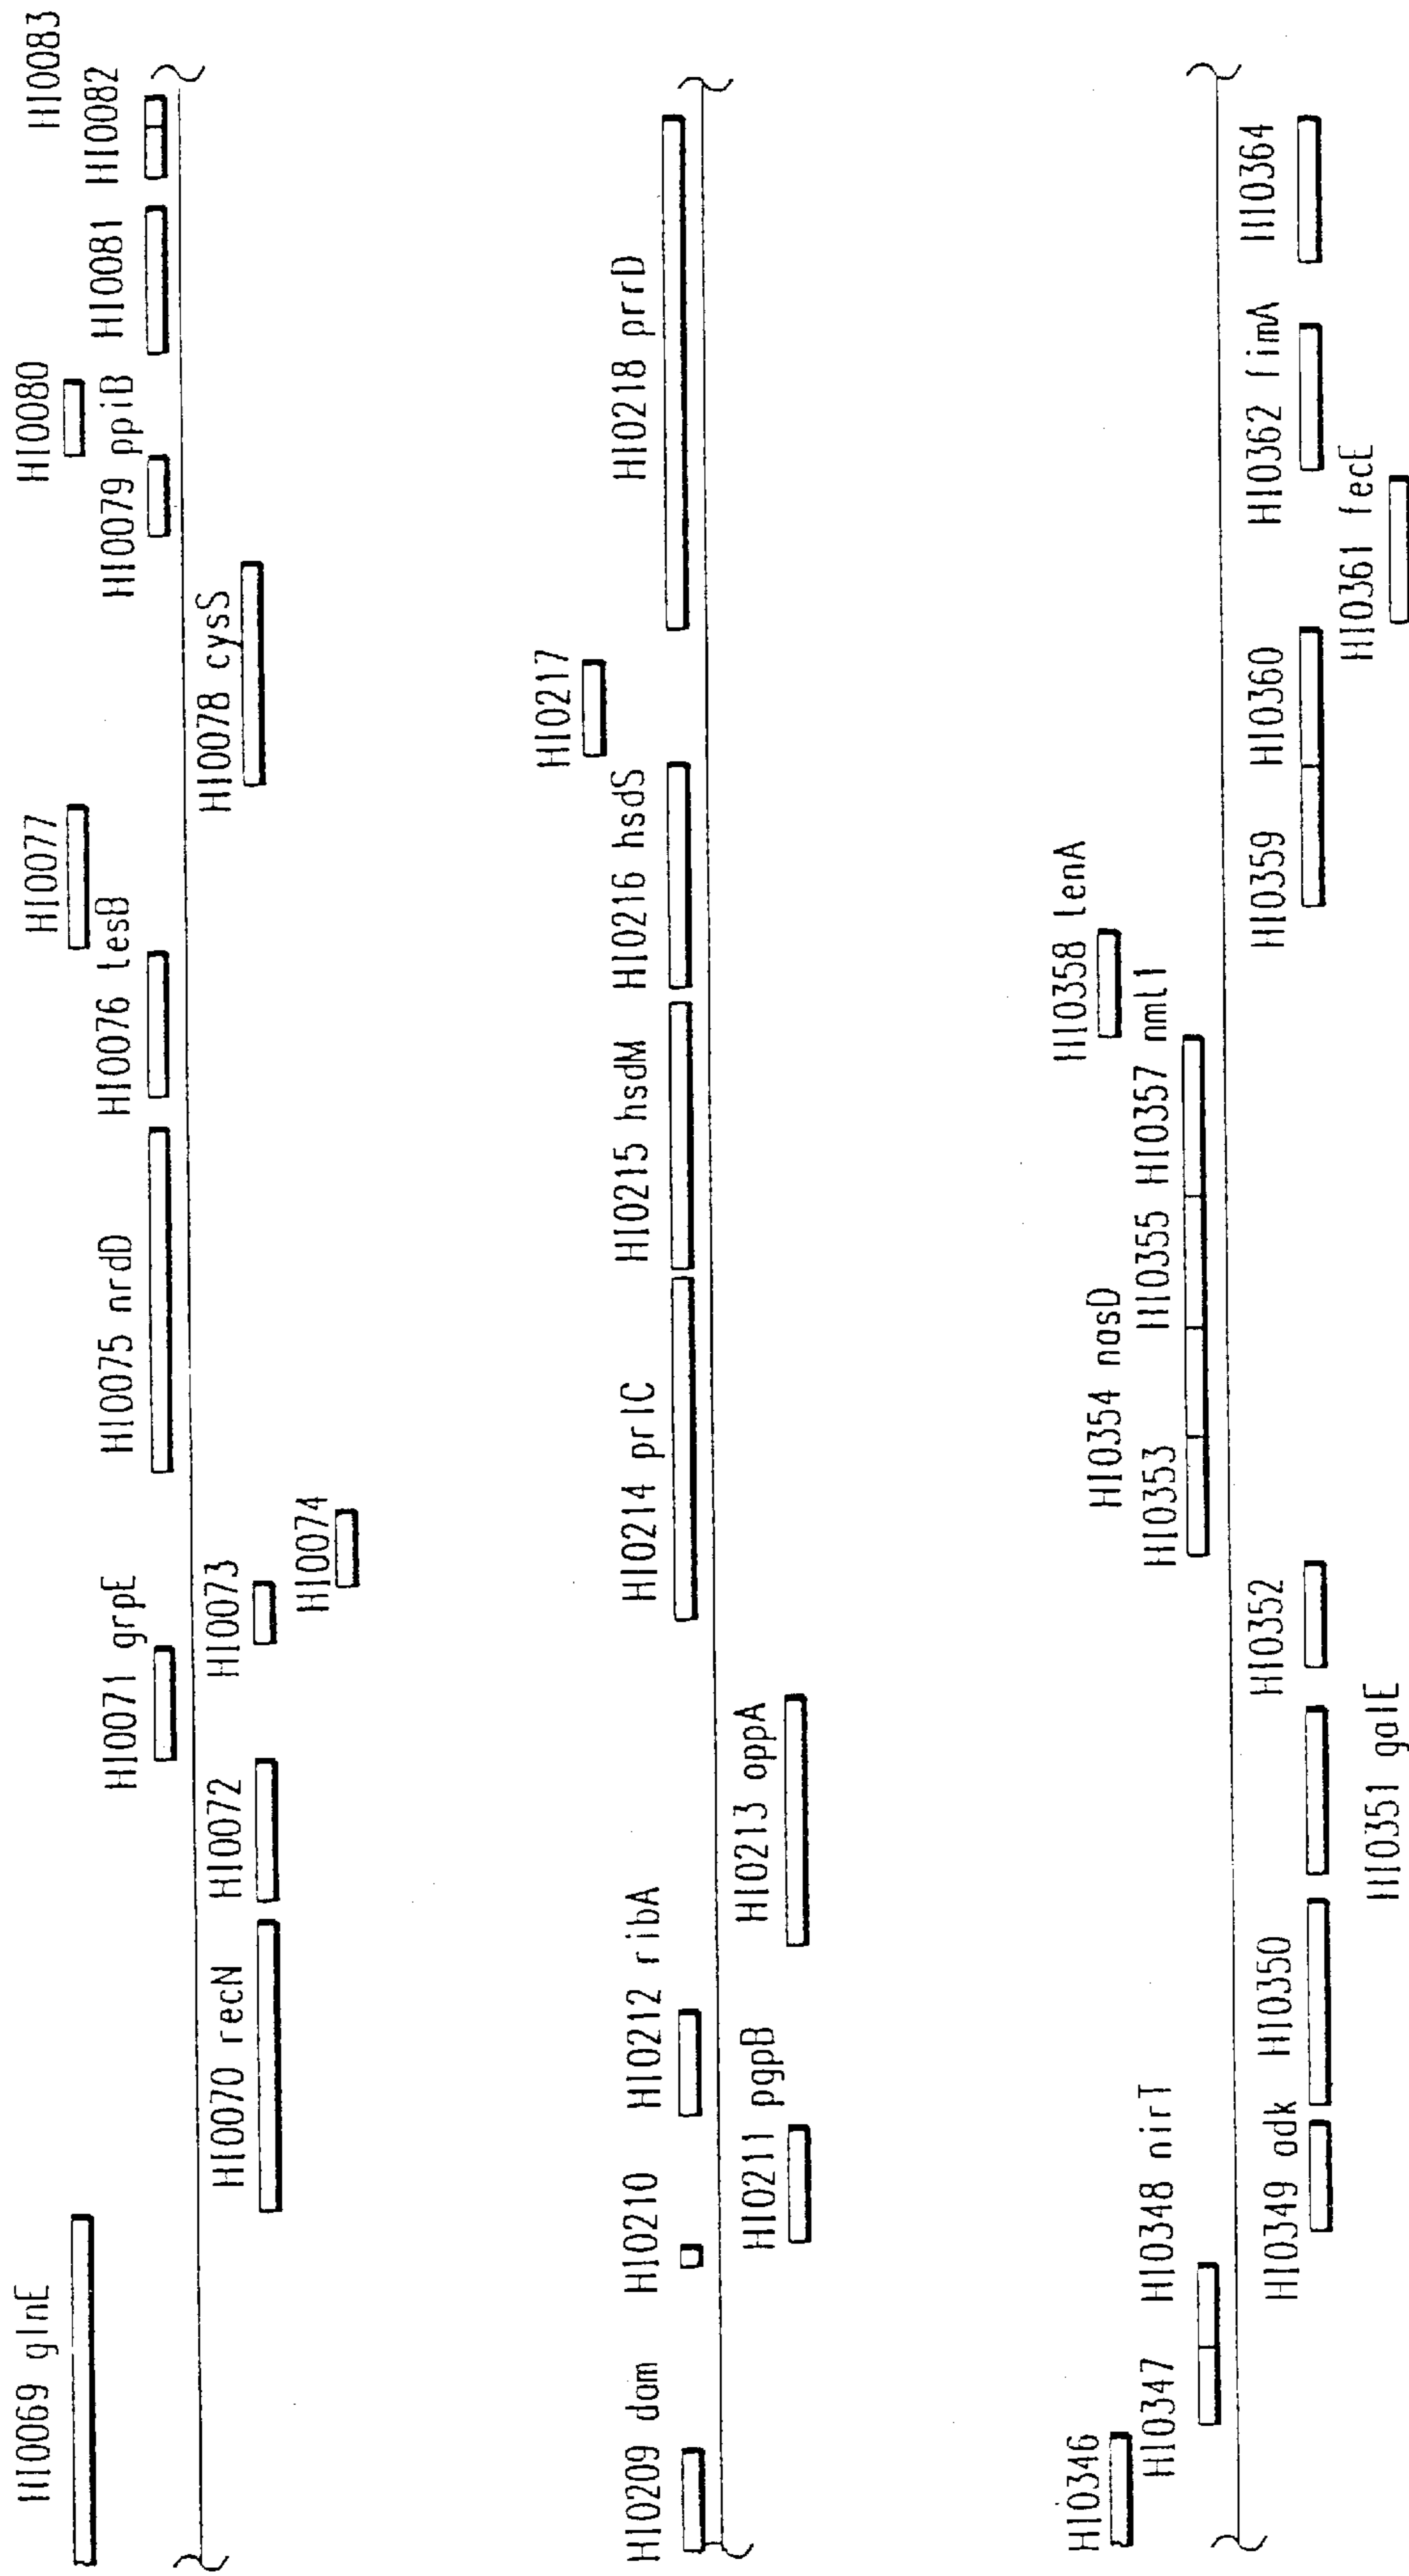 HI0069 glnE
HI0070 recN
HI0071 grpE
HI0072
HI0073
HI0074
HI0075 nrdD
HI0076 tesB
HI0077
HI0078 cysS
HI0079 ppiB
HI0080
HI0081
HI0082
HI0083
HI0209 dam
HI0210
HI0211 pgpB
HI0212 ribA
HI0213 oppA
HI0214 prlC
HI0215 hsdM
HI0216 hsdS
HI0217
HI0218 prrD
HI0346
HI0347
HI0348 nirT
HI0349 adk
HI0350
HI0351 galE
HI0352
HI0353
HI0354 nasD
HI0355
HI0357 nmt1
HI0358 tenA
HI0359
HI0360
HI0361 fecE
HI0362 fimA
HI0364